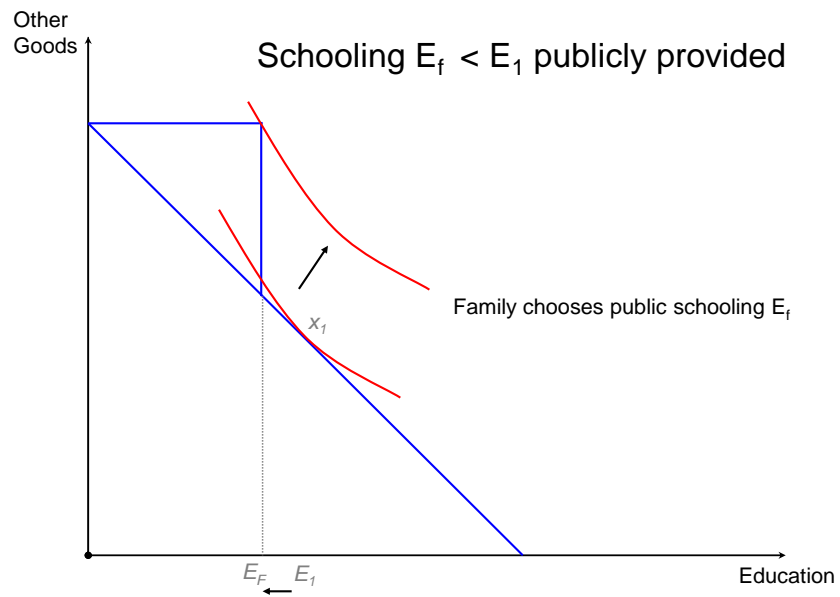 Other
Goods
Schooling E_f < E_1 publicly provided
Family chooses public schooling E_f
x_1
E_F
E_1
Education